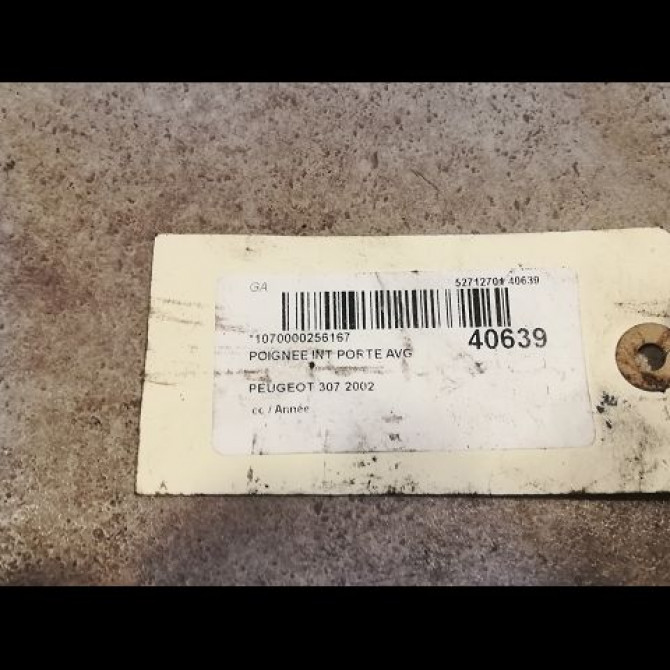 GA 52712701 40639
*1070000256167 40639
POIGNEE INT PORTE AVG
PEUGEOT 307 2002
cc / Année